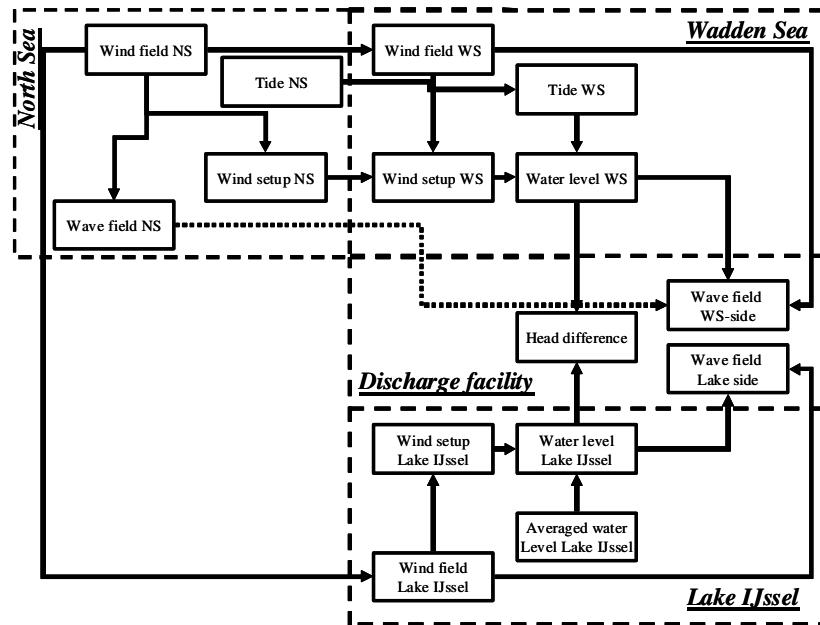 North Sea
Wadden Sea
Wind field NS
Wind field WS
Tide NS
Tide WS
Wind setup NS
Wind setup WS
Water level WS
Wave field NS
Wave field
WS-side
Head difference
Wave field
Lake side
Discharge facility
Wind setup
Lake IJssel
Water level
Lake IJssel
Averaged water
Level Lake IJssel
Wind field
Lake IJssel
Lake IJssel